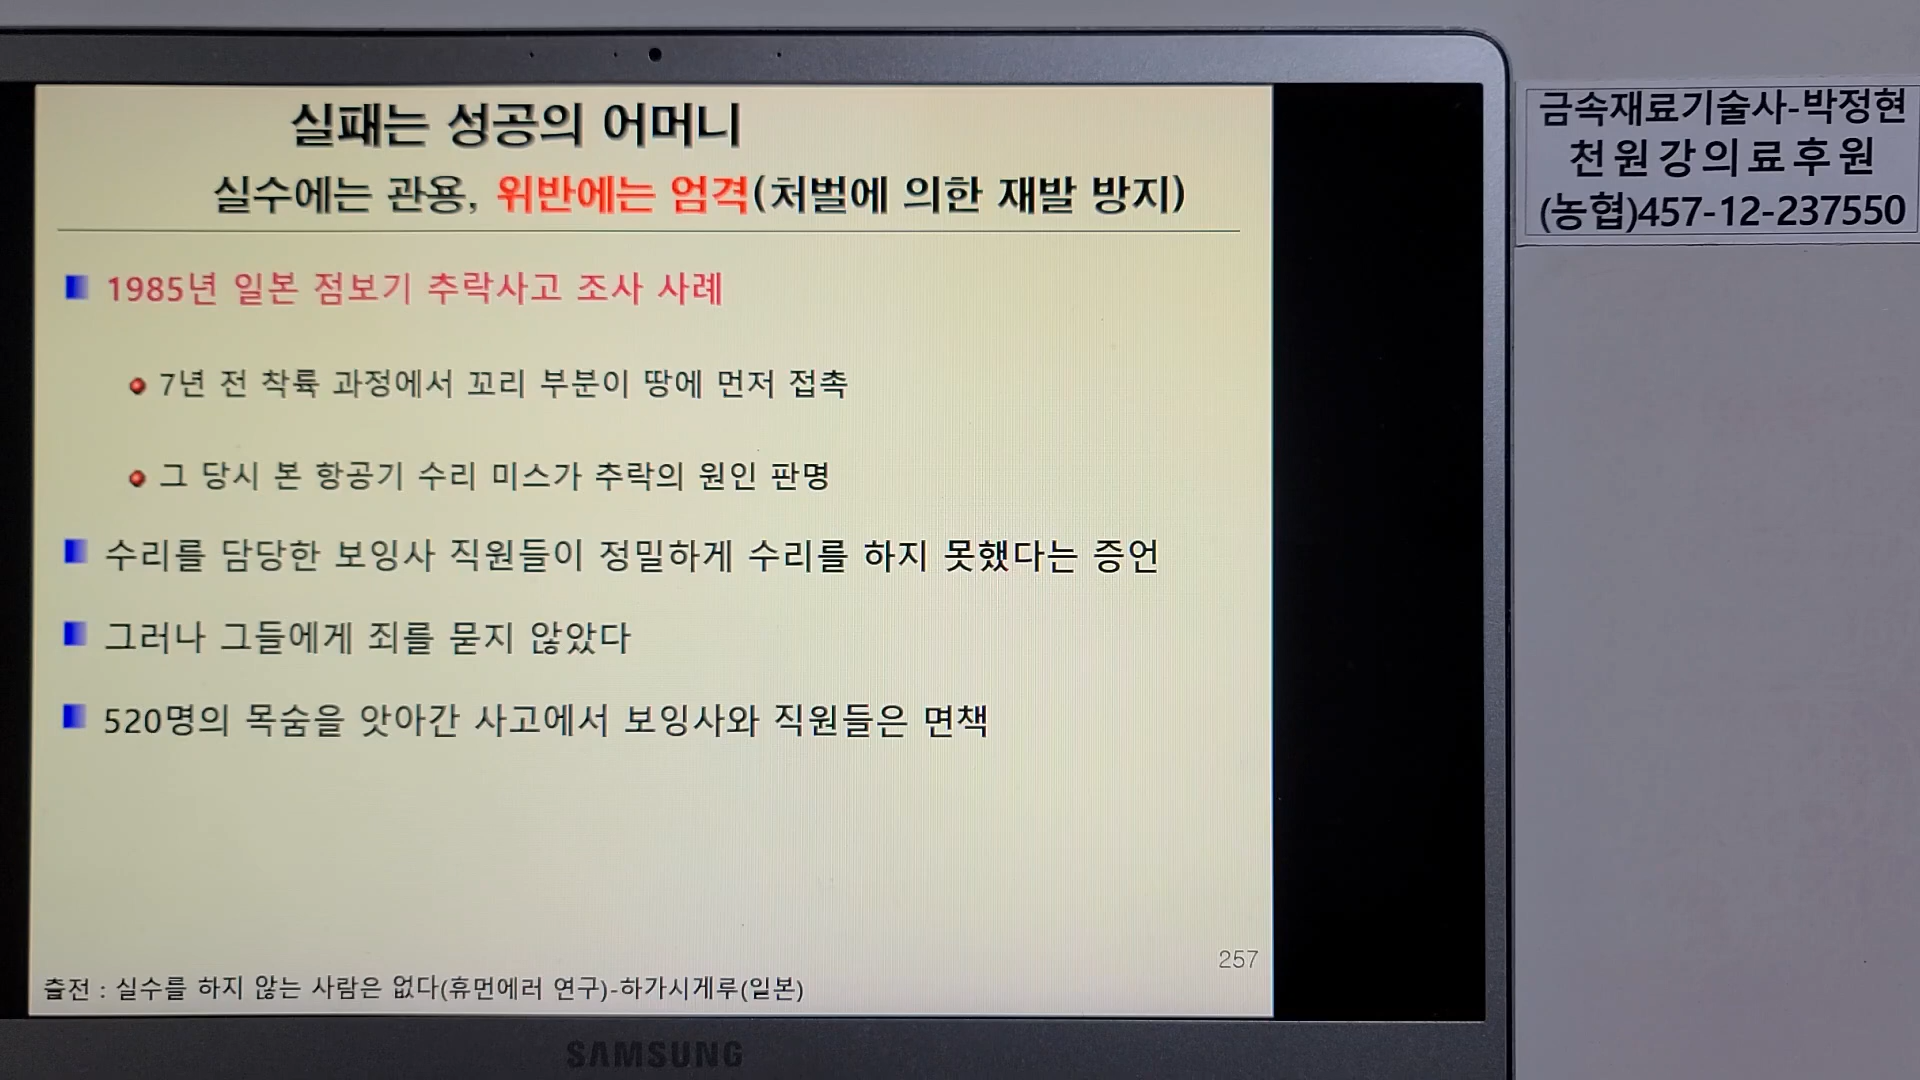 실패는 성공의 어머니
실수에는 관용, 위반에는 엄격(처벌에 의한 재발 방지)
1985년 일본 점보기 추락사고 조사 사례
7년 전 착륙 과정에서 꼬리 부분이 땅에 먼저 접촉
그 당시 본 항공기 수리 미스가 추락의 원인 판명
수리를 담당한 보잉사 직원들이 정밀하게 수리를 하지 못했다는 증언
그러나 그들에게 죄를 묻지 않았다
520명의 목숨을 앗아간 사고에서 보잉사와 직원들은 면책
257
출전 : 실수를 하지 않는 사람은 없다(휴먼에러 연구)-하가시게루(일본)
SAMSUNG
금속재료기술사-박정현
천원강의료후원
(농협)457-12-237550